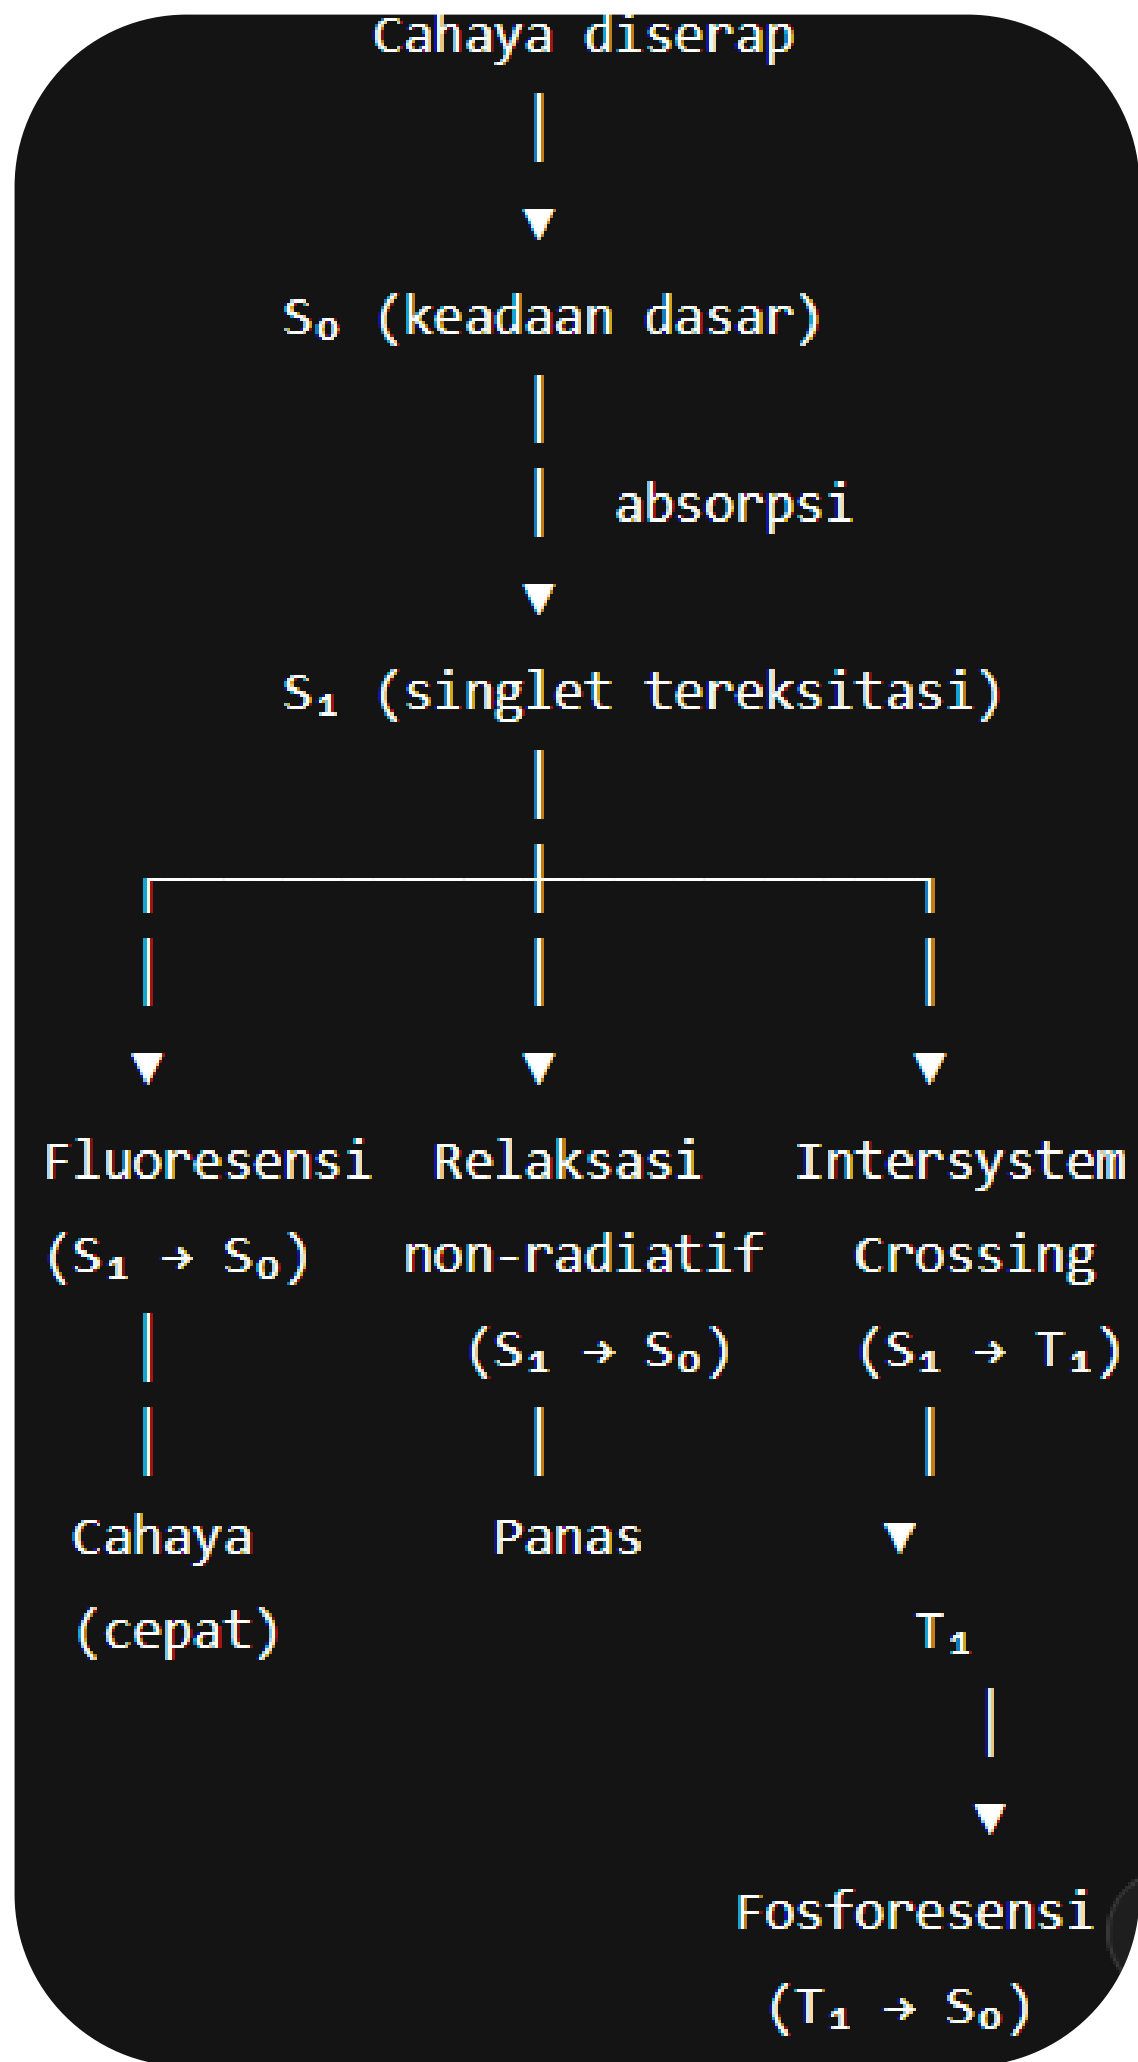 Cahaya diserap
S₀ (keadaan dasar)
absorpsi
S₁ (singlet tereksitasi)
Fluoresensi Relaksasi Intersystem
(S₁ → S₀) non-radiatif Crossing
(S₁ → S₀) (S₁ → T₁)
Cahaya Panas
(cepat)
T₁
Fosforesensi
(T₁ → S₀)